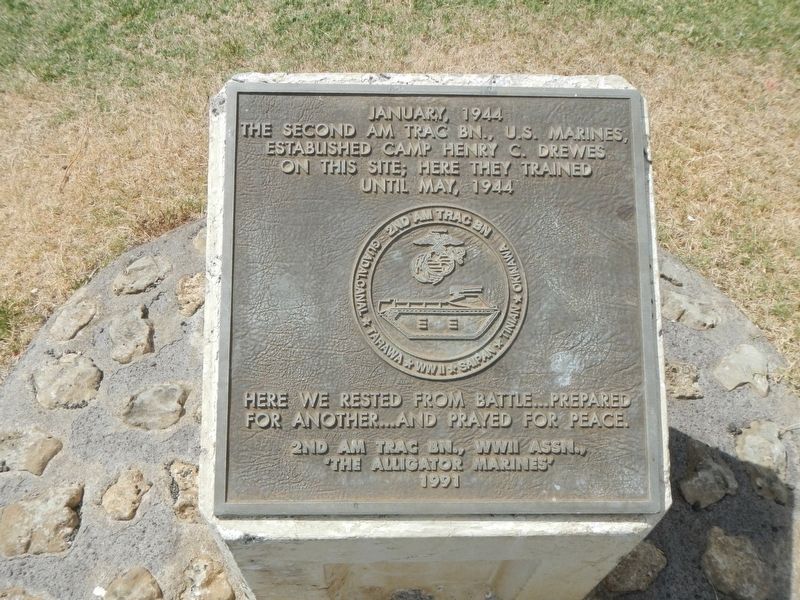 JANUARY, 1944
THE SECOND AM TRAC BN., U.S. MARINES,
ESTABLISHED CAMP HENRY C. DREWES
ON THIS SITE; HERE THEY TRAINED
UNTIL MAY, 1944
2ND AM TRAC BN
GUADALCANAL ★ TARAWA ★ WW II ★ SAIPAN ★ TINIAN ★ OKINAWA
HERE WE RESTED FROM BATTLE...PREPARED
FOR ANOTHER...AND PRAYED FOR PEACE.
2ND AM TRAC BN., WWII ASSN.,
"THE ALLIGATOR MARINES"
1991